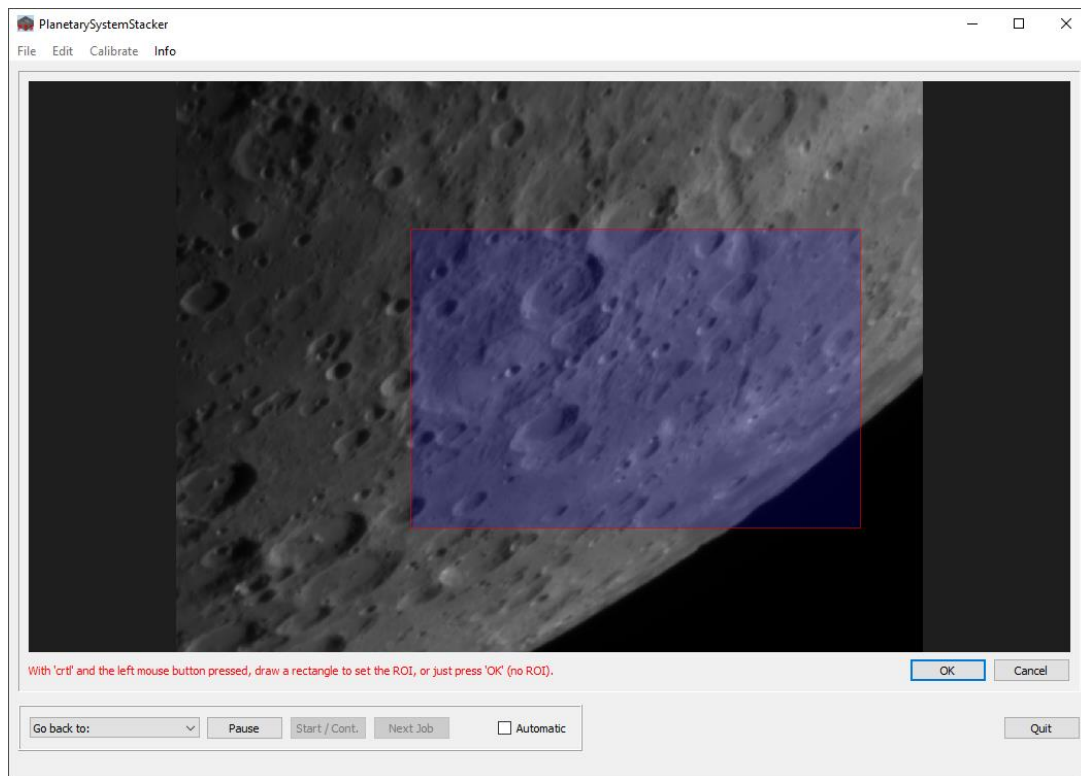 PlanetarySystemStacker
File Edit Calibrate Info
With 'crtl' and the left mouse button pressed, draw a rectangle to set the ROI, or just press 'OK' (no ROI).
OK Cancel
Go back to: Pause Start / Cont. Next Job Automatic Quit